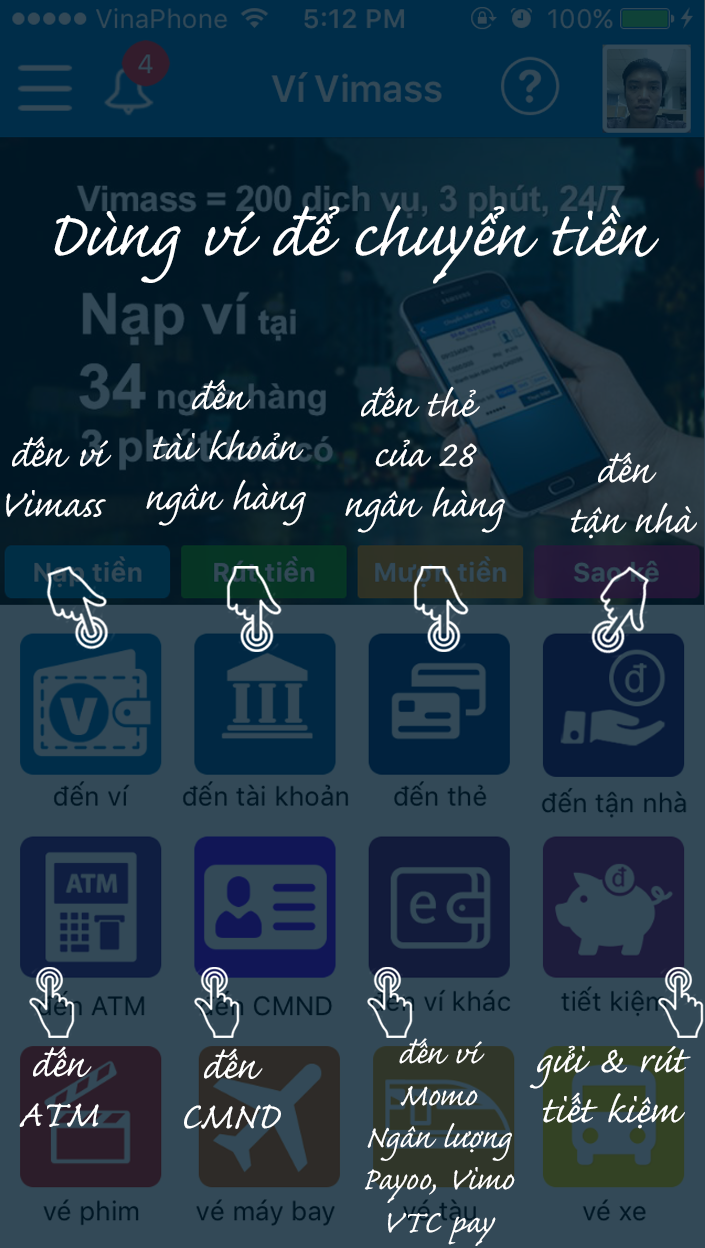 VinaPhone 5:12 PM 100%
4
Ví Vimass
?
Vimass = 200 dịch vụ, 3 phút, 24/7
Dùng ví để chuyển tiền
Nạp ví tại
34 ngân hàng
3 phút có
đến ví
Vimass
đến
tài khoản
ngân hàng
đến thẻ
của 28
ngân hàng
đến
tận nhà
Nạp tiền
Rút tiền
Mượn tiền
Sao kê
V
đ
đến ví
đến tài khoản
đến thẻ
đến tận nhà
ATM
e
đ
đến ATM
đến CMND
đến ví khác
tiết kiệm
đến
ATM
đến
CMND
đến ví
Momo
Ngân lượng
Payoo, Vimo
VTC pay
gửi & rút
tiết kiệm
vé phim
vé máy bay
vé tàu
vé xe